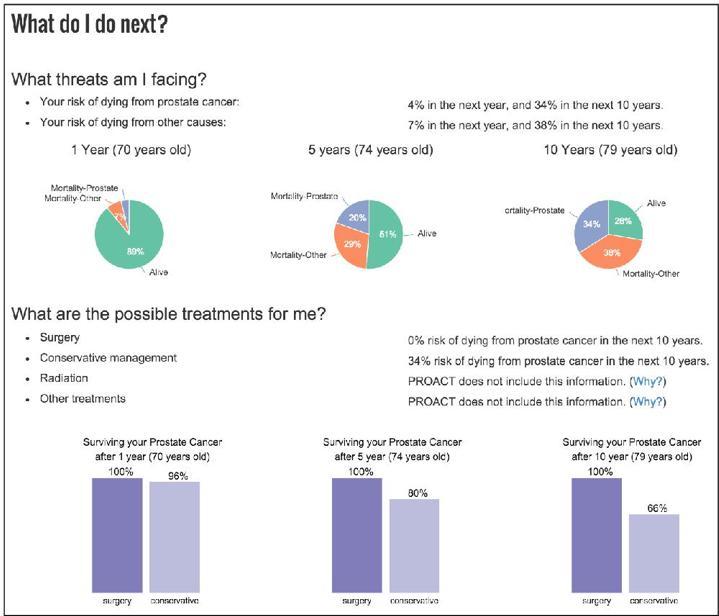 What do I do next?
What threats am I facing?
• Your risk of dying from prostate cancer: 4% in the next year, and 34% in the next 10 years.
• Your risk of dying from other causes: 7% in the next year, and 38% in the next 10 years.
1 Year (70 years old) 5 years (74 years old) 10 Years (79 years old)
Mortality-Prostate
Mortality-Other
7%
89%
Alive
Mortality-Prostate
20%
51%
Alive
29%
Mortality-Other
ortality-Prostate
Alive
34%
28%
38%
Mortality-Other
What are the possible treatments for me?
• Surgery 0% risk of dying from prostate cancer in the next 10 years.
• Conservative management 34% risk of dying from prostate cancer in the next 10 years.
• Radiation PROACT does not include this information. (Why?)
• Other treatments PROACT does not include this information. (Why?)
Surviving your Prostate Cancer
after 1 year (70 years old)
100%
96%
surgery conservative
Surviving your Prostate Cancer
after 5 year (74 years old)
100%
80%
surgery conservative
Surviving your Prostate Cancer
after 10 year (79 years old)
100%
66%
surgery conservative